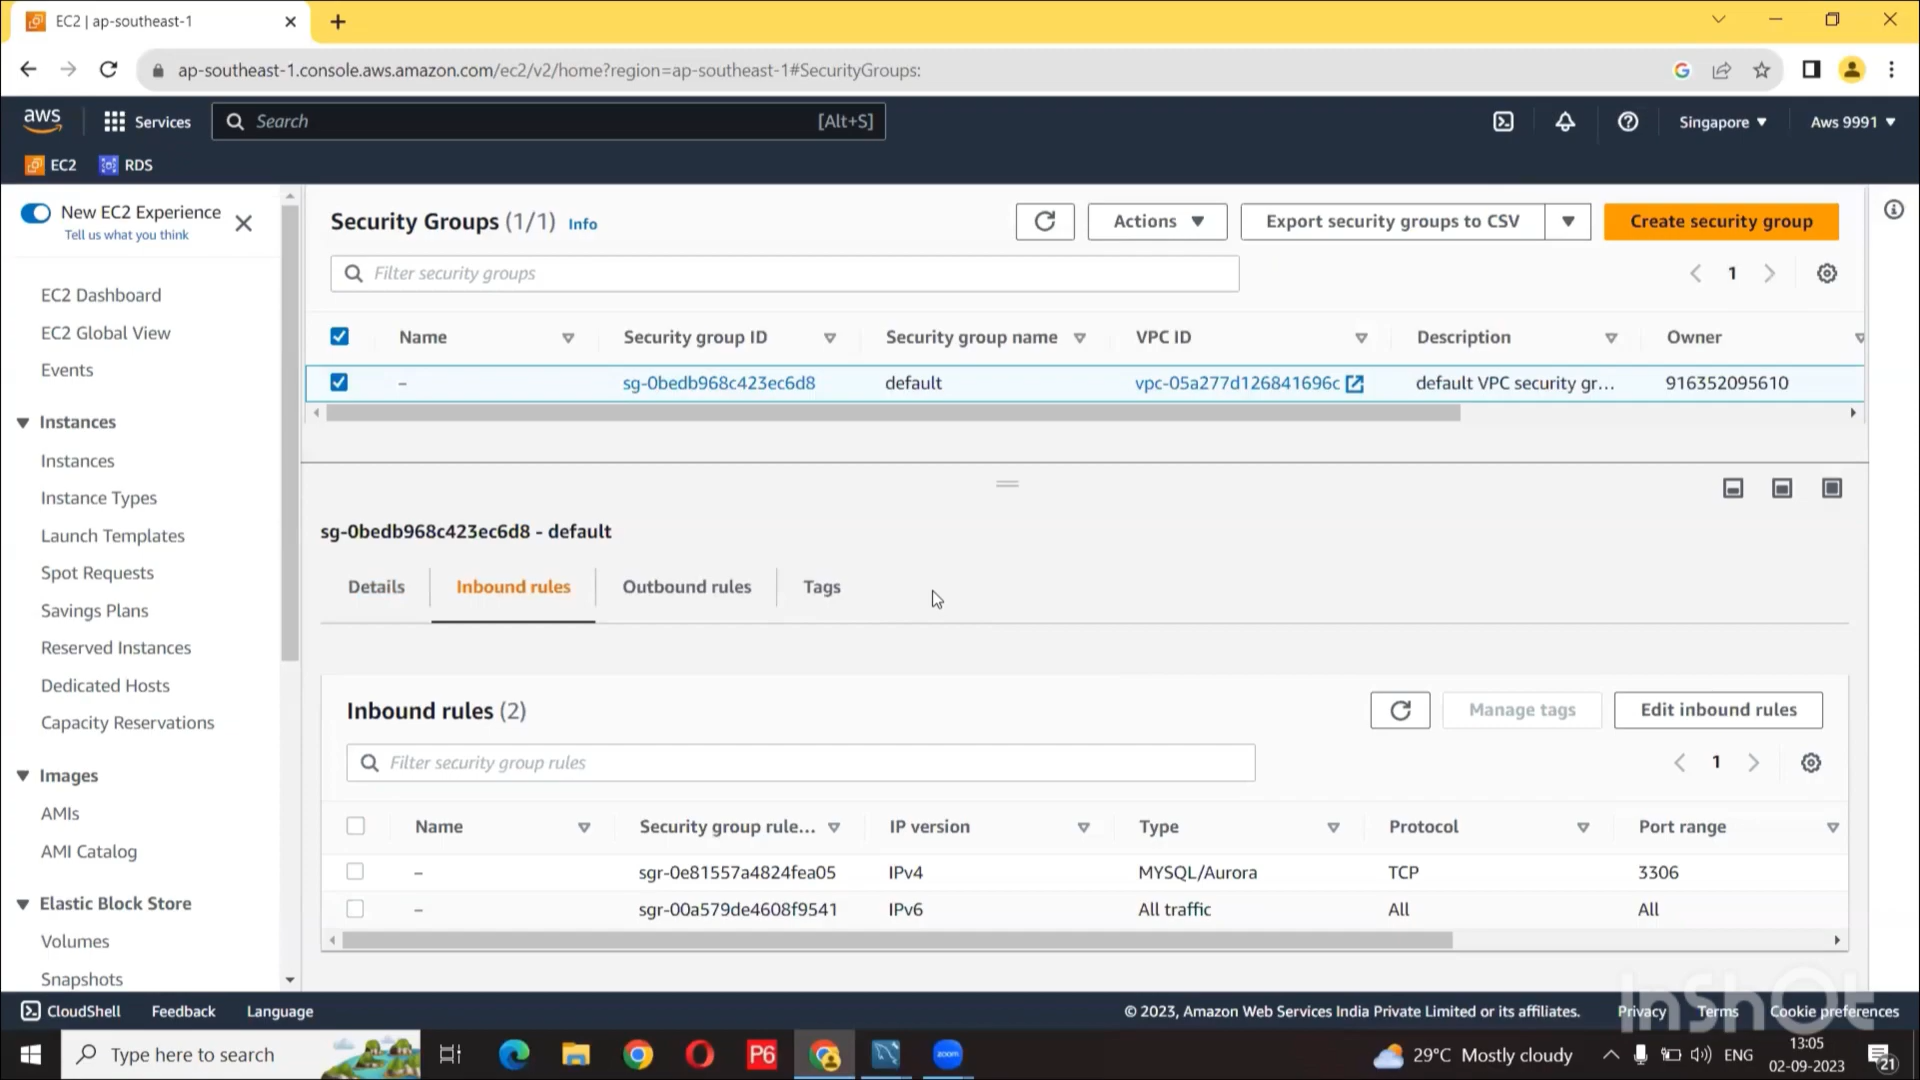 EC2 | ap-southeast-1
ap-southeast-1.console.aws.amazon.com/ec2/v2/home?region=ap-southeast-1#SecurityGroups:
aws Services Search [Alt+S] Singapore Aws 9991
EC2 RDS
New EC2 Experience
Tell us what you think
EC2 Dashboard
EC2 Global View
Events
Instances
Instances
Instance Types
Launch Templates
Spot Requests
Savings Plans
Reserved Instances
Dedicated Hosts
Capacity Reservations
Images
AMIs
AMI Catalog
Elastic Block Store
Volumes
Snapshots
Security Groups (1/1) Info Actions Export security groups to CSV Create security group
Filter security groups 1
Name Security group ID Security group name VPC ID Description Owner
– sg-0bedb968c423ec6d8 default vpc-05a277d126841696c default VPC security gr... 916352095610
sg-0bedb968c423ec6d8 - default
Details Inbound rules Outbound rules Tags
Inbound rules (2) Manage tags Edit inbound rules
Filter security group rules 1
Name Security group rule... IP version Type Protocol Port range
– sgr-0e81557a4824fea05 IPv4 MYSQL/Aurora TCP 3306
– sgr-00a579de4608f9541 IPv6 All traffic All All
InShOt
CloudShell Feedback Language © 2023, Amazon Web Services India Private Limited or its affiliates. Privacy Terms Cookie preferences
Type here to search P6 zoom 29°C Mostly cloudy ENG 13:05
02-09-2023 21